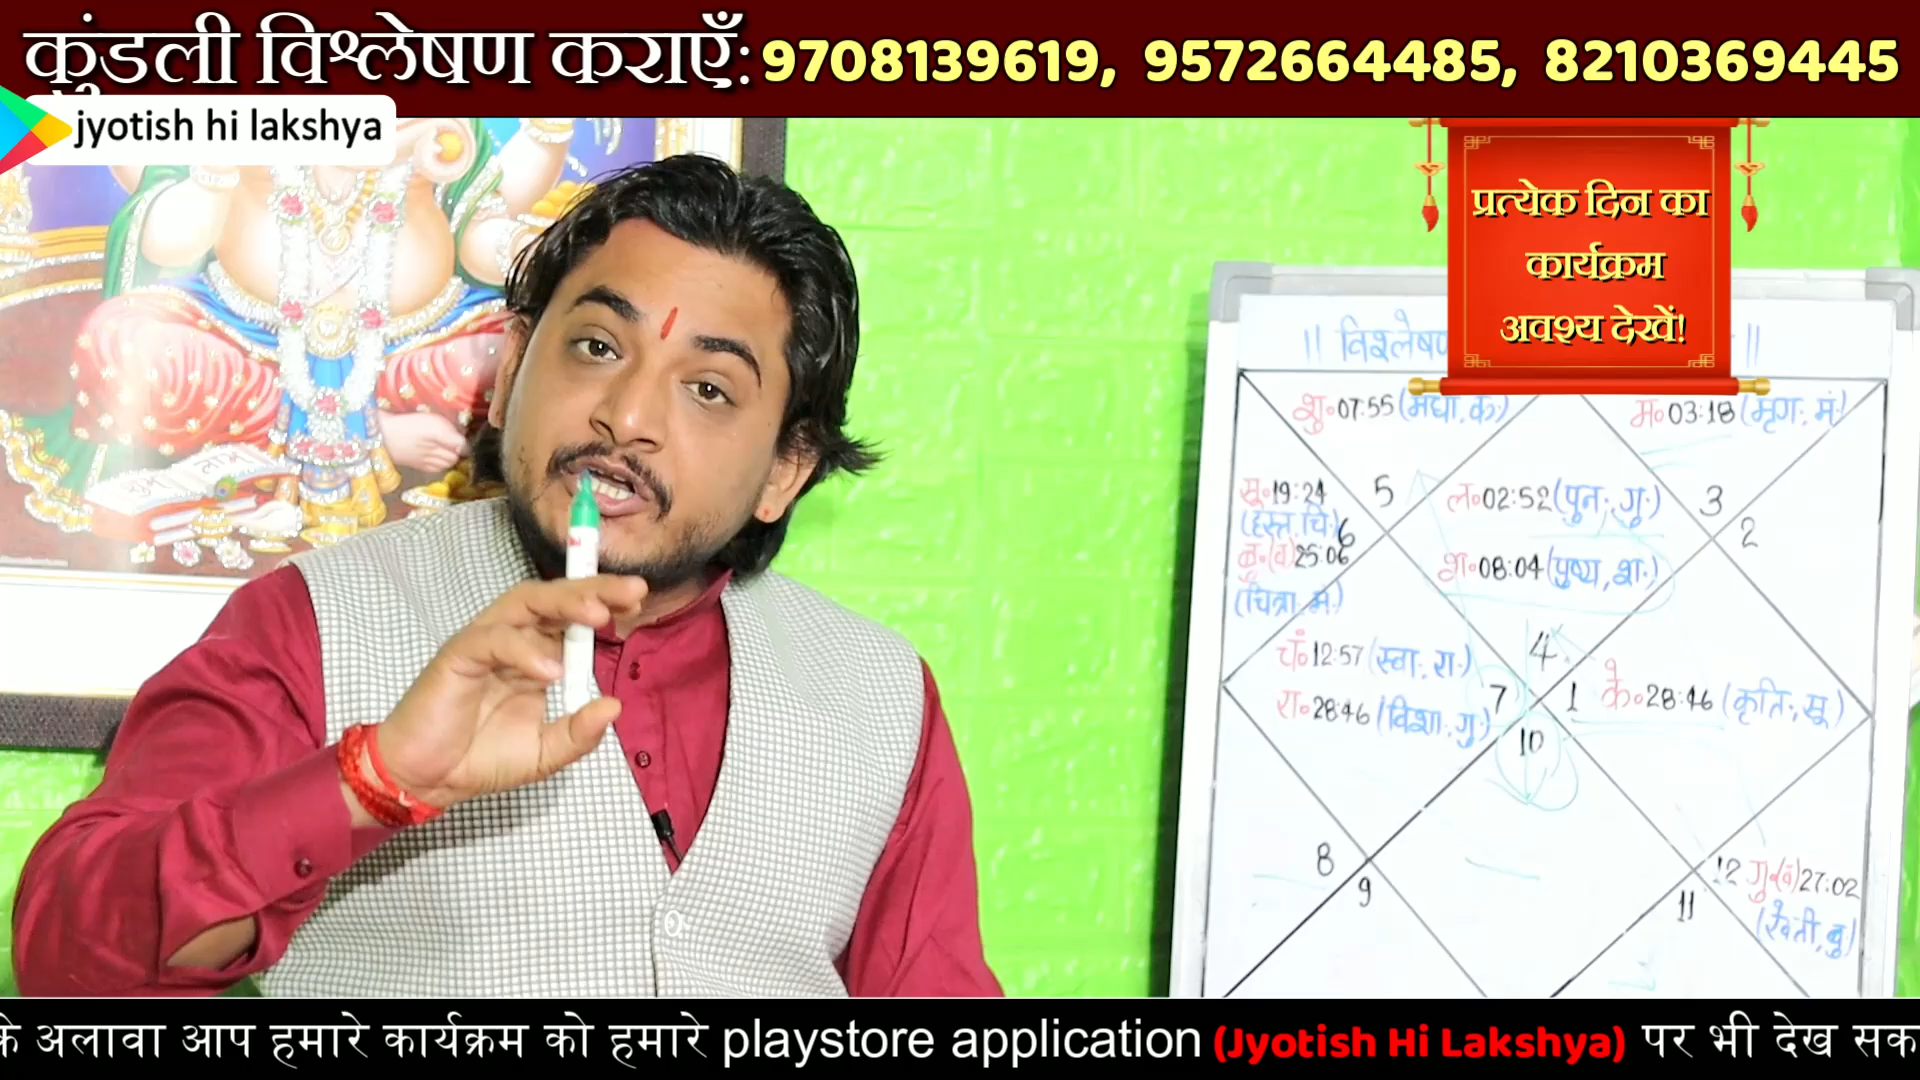 कुंडली विश्लेषण कराएँ: 9708139619, 9572664485, 8210369445
jyotish hi lakshya
प्रत्येक दिन का
कार्यक्रम
अवश्य देखें!
|| विश्लेषण ||
शु॰07:55 (मघा. के.)
मं॰03:18 (मृग. मं.)
सू॰19:24
(हस्त. चं.)
6
बु॰(व)25:06
(चित्रा. मं.)
5
ल॰02:52 (पुन. गु.)
3
2
श॰08:04 (पुष्य, श.)
4
चं॰12:57 (स्वा. रा.)
7
रा॰28:46 (विशा. गु.)
1
के॰28:46 (कृति., सू)
10
8
9
11
12 गु(व)27:02
(रेवती, बु)
के अलावा आप हमारे कार्यक्रम को हमारे playstore application (Jyotish Hi Lakshya) पर भी देख सक